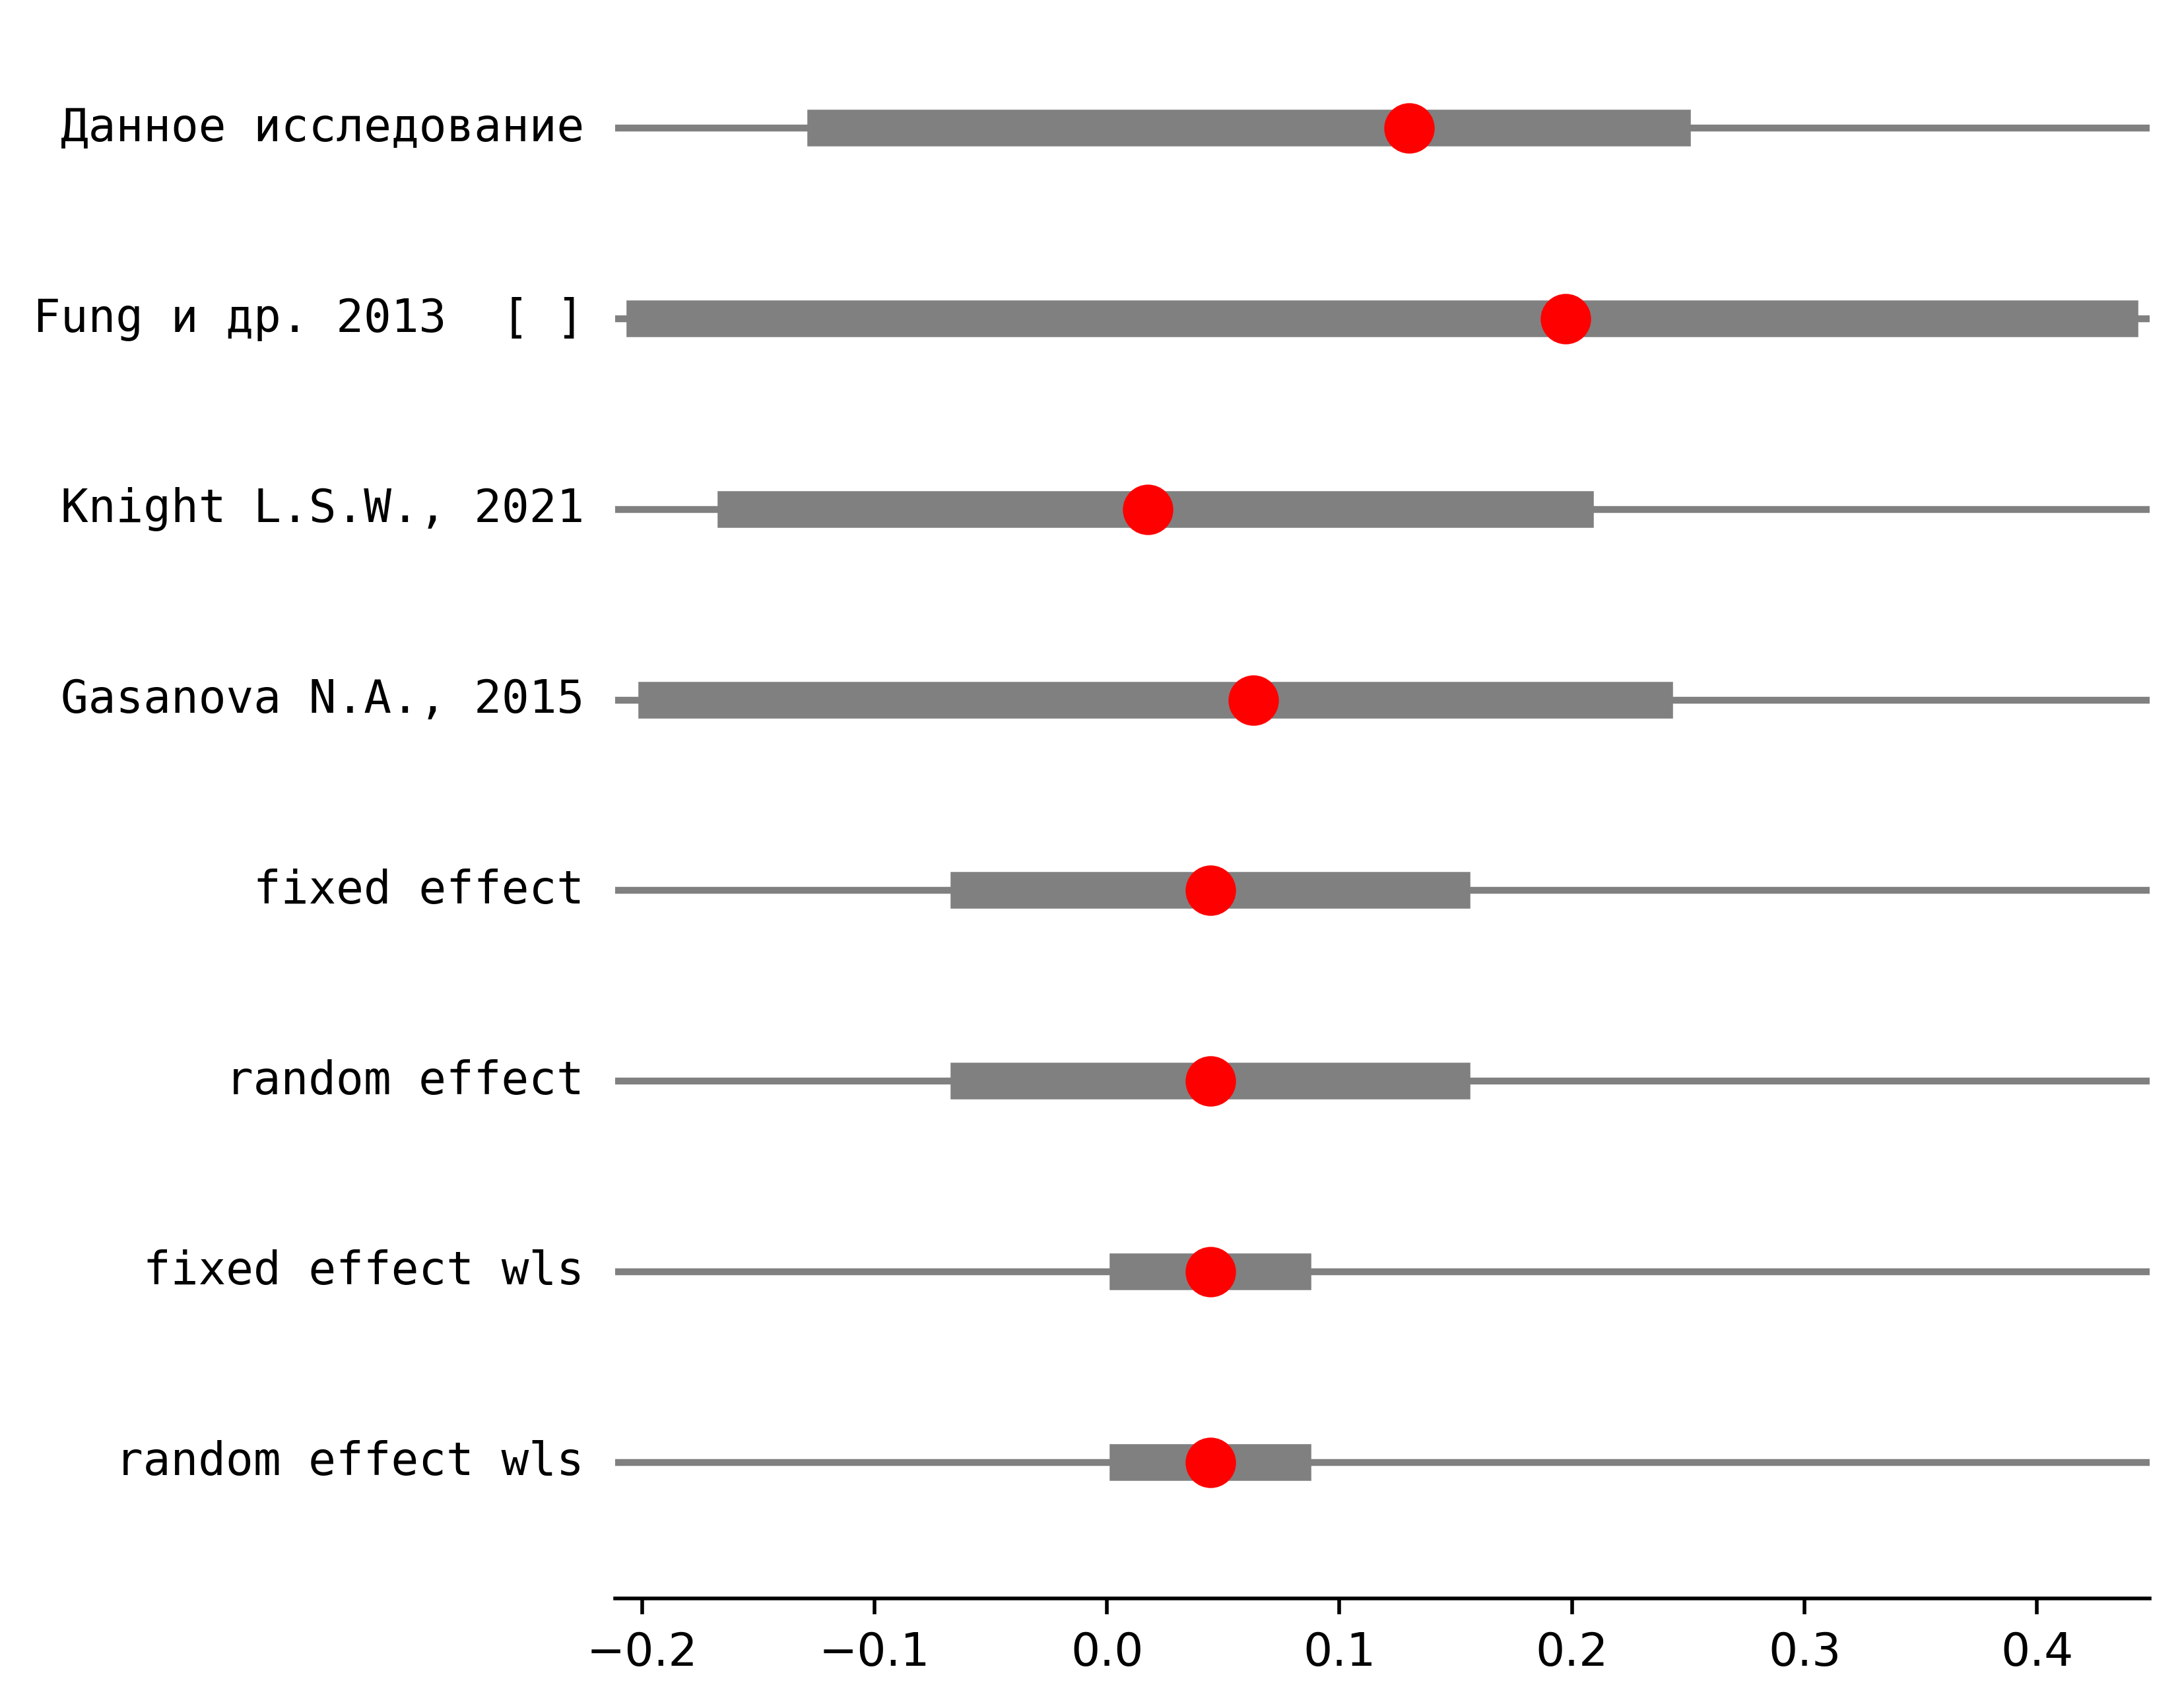 Данное исследование
Fung и др. 2013  [ ]
Knight L.S.W., 2021
Gasanova N.A., 2015
fixed effect
random effect
fixed effect wls
random effect wls
−0.2 −0.1 0.0 0.1 0.2 0.3 0.4